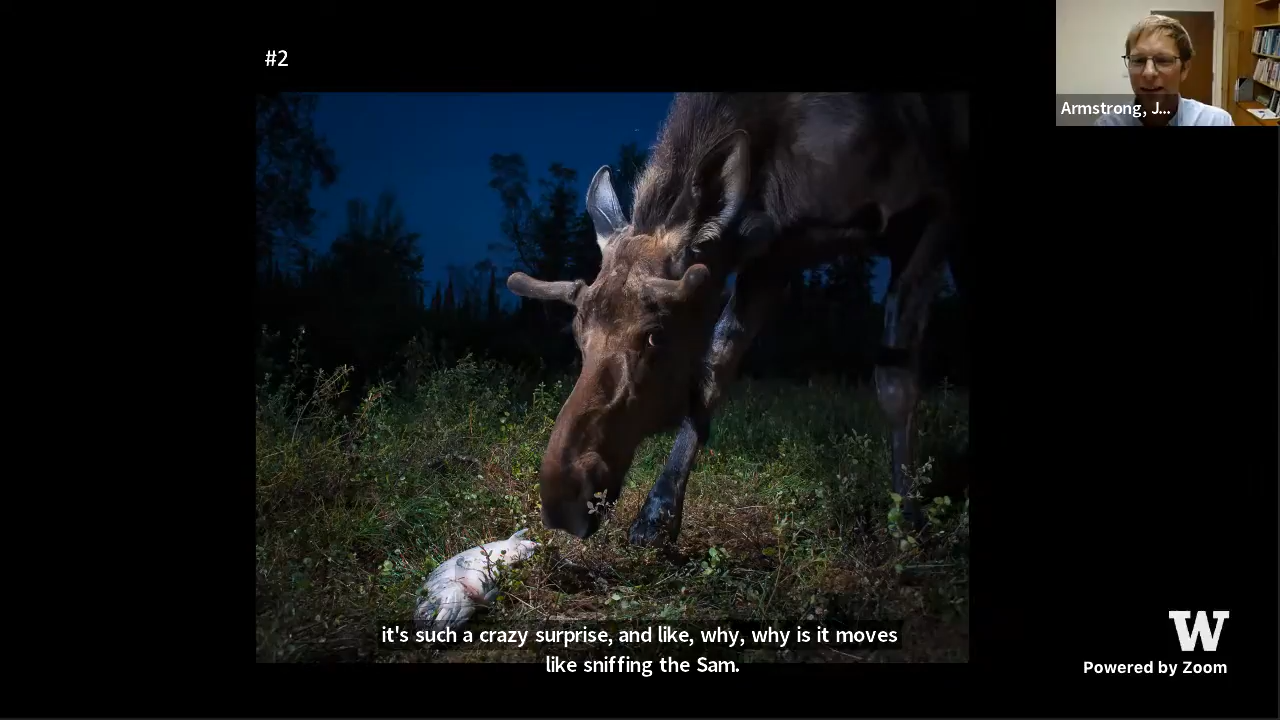 #2
Armstrong, J...
it's such a crazy surprise, and like, why, why is it moves
like sniffing the Sam.
W
Powered by Zoom